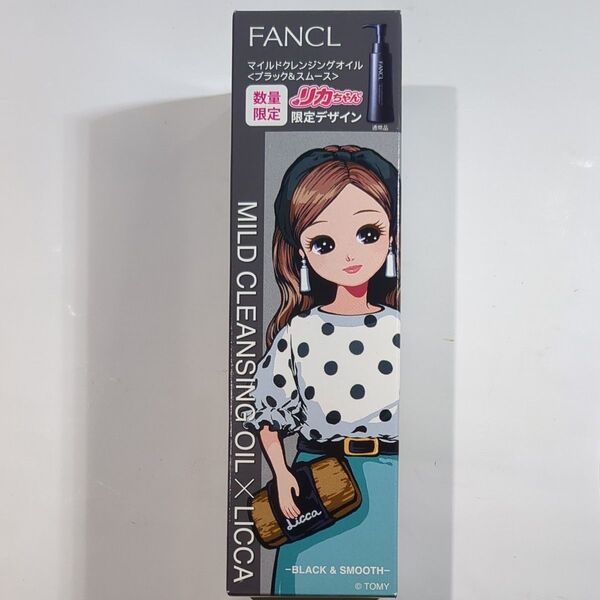 FANCL
マイルドクレンジングオイル
<ブラック&スムース>
数量
限定
リカちゃん
限定デザイン
FANCL
通常品
MILD CLEANSING OIL × LICCA
Licca
-BLACK & SMOOTH-
© TOMY